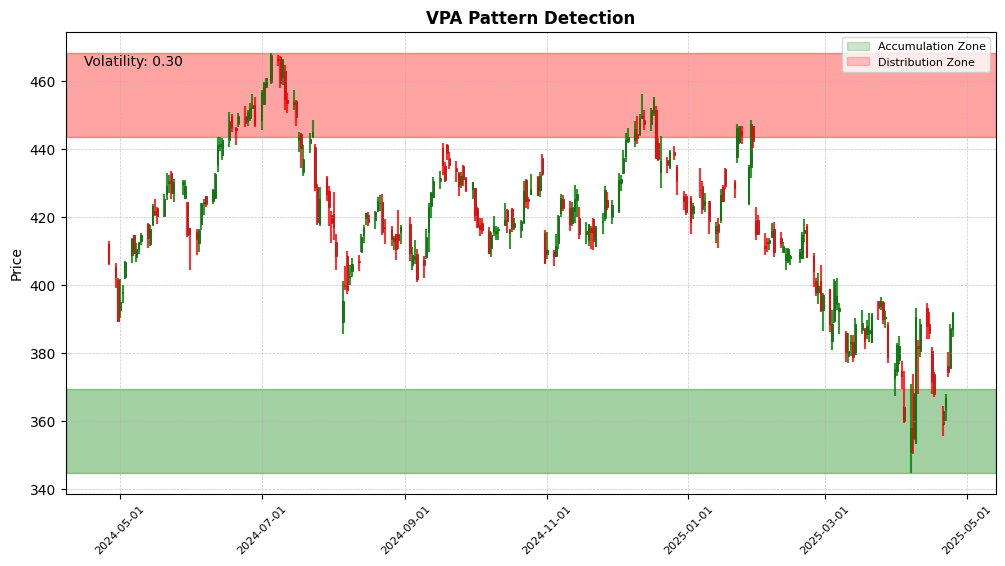 VPA Pattern Detection
Volatility: 0.30
Accumulation Zone
Distribution Zone
Price
460
440
420
400
380
360
340
2024-05-01
2024-07-01
2024-09-01
2024-11-01
2025-01-01
2025-03-01
2025-05-01